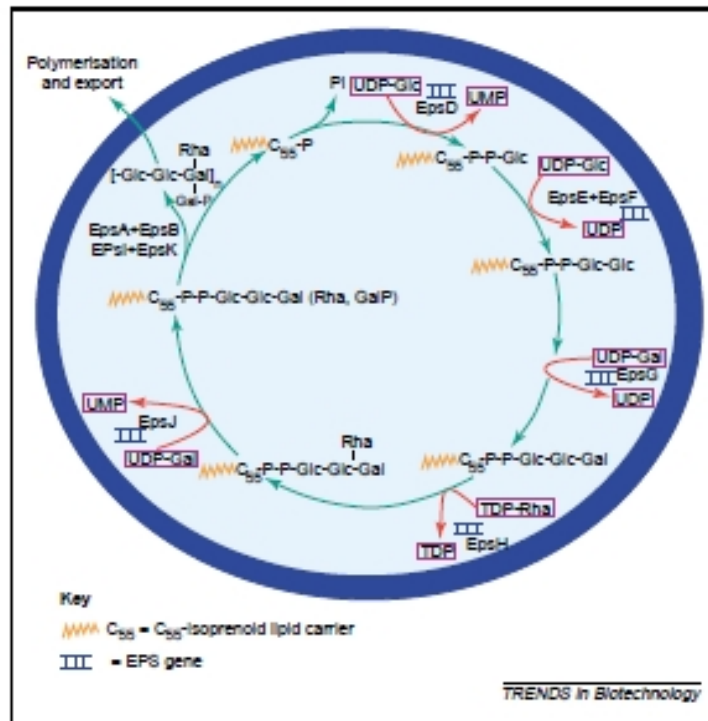 Polymerisation
and export
Pi
UDP-Glc
EpsD
UMP
C55-P
C55-P-P-Glc
UDP-Glc
EpsE+EpsF
UDP
C55-P-P-Glc-Glc
UDP-Gal
EpsG
UDP
C55-P-P-Glc-Glc-Gal
TDP-Rha
EpsH
TDP
Rha
C55-P-P-Glc-Glc-Gal
UDP-Gal
EpsJ
UMP
C55-P-P-Glc-Glc-Gal (Rha, GalP)
EpsA+EpsB
EPsI+EpsK
Rha
[-Glc-Glc-Gal]n
Gal-P
Key
C55 = C55-isoprenoid lipid carrier
= EPS gene
TRENDS in Biotechnology